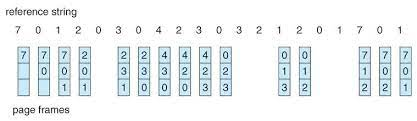 reference string
7 0 1 2 0 3 0 4 2 3 0 3 2 1 2 0 1 7 0 1
7 7 7 2 2 2 4 4 4 0 0 0 7 7 7
0 0 0 3 3 3 2 2 2 1 1 1 0 0
1 1 1 0 0 0 3 3 3 2 2 2 1
page frames